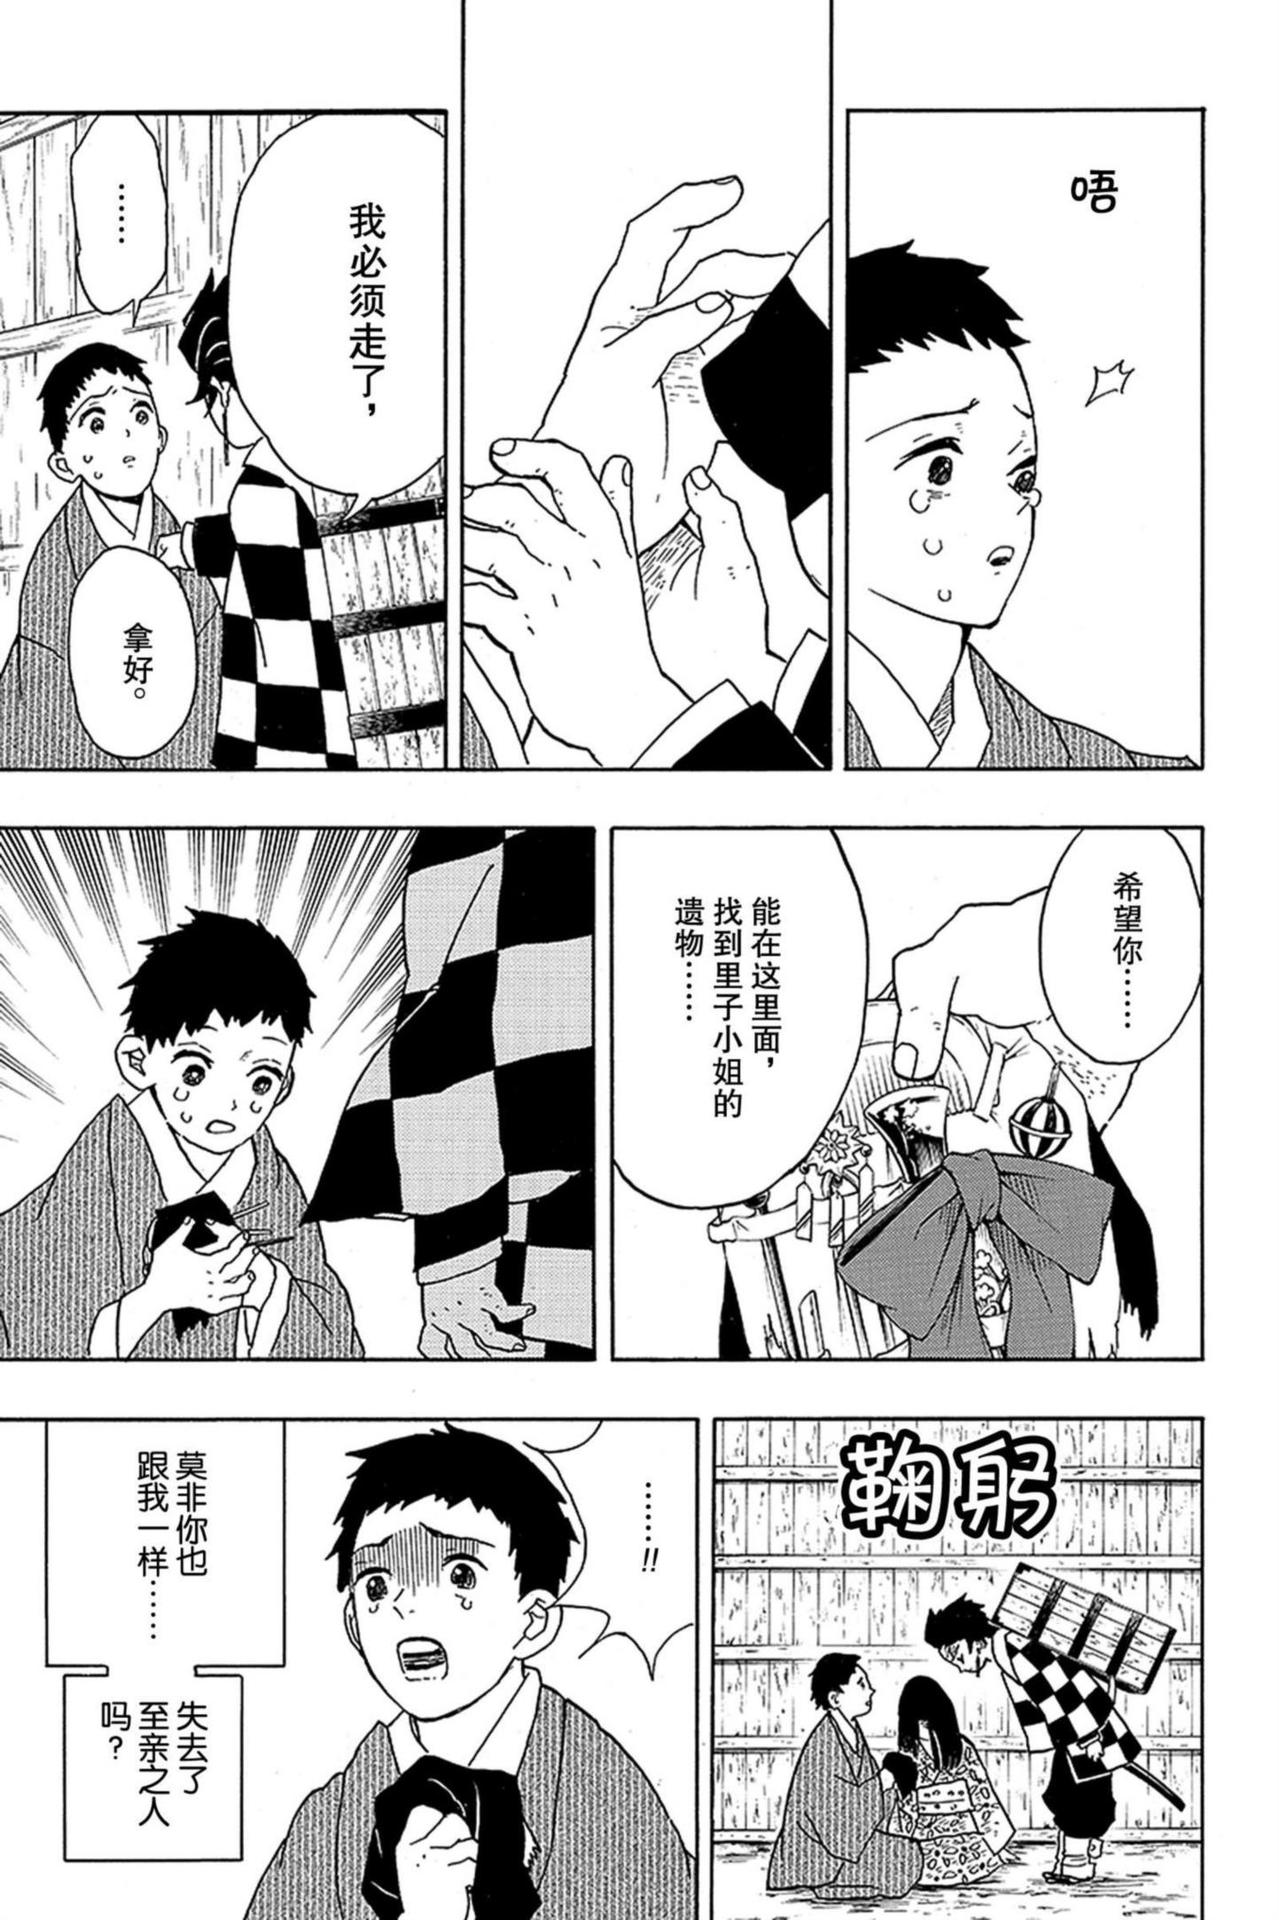 唔
我必须走了，
……
拿好。
希望你……
能在这里面，
找到里子小姐的
遗物……
鞠躬
……!!
莫非你也
跟我一样……
失去了
至亲之人
吗？